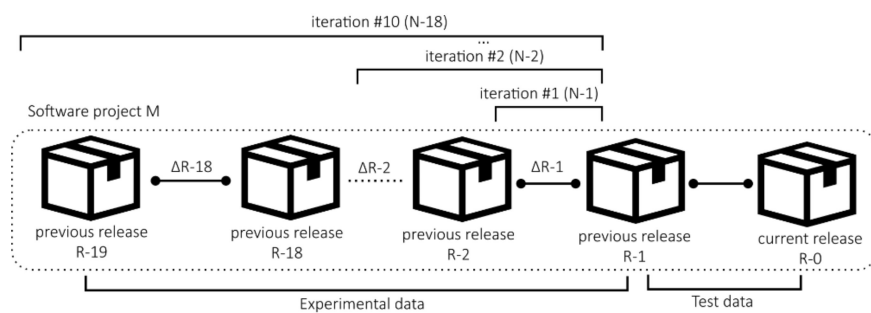 iteration #10 (N-18)
...
iteration #2 (N-2)
iteration #1 (N-1)
Software project M
ΔR-18
ΔR-2
ΔR-1
previous release
R-19
previous release
R-18
previous release
R-2
previous release
R-1
current release
R-0
Experimental data
Test data